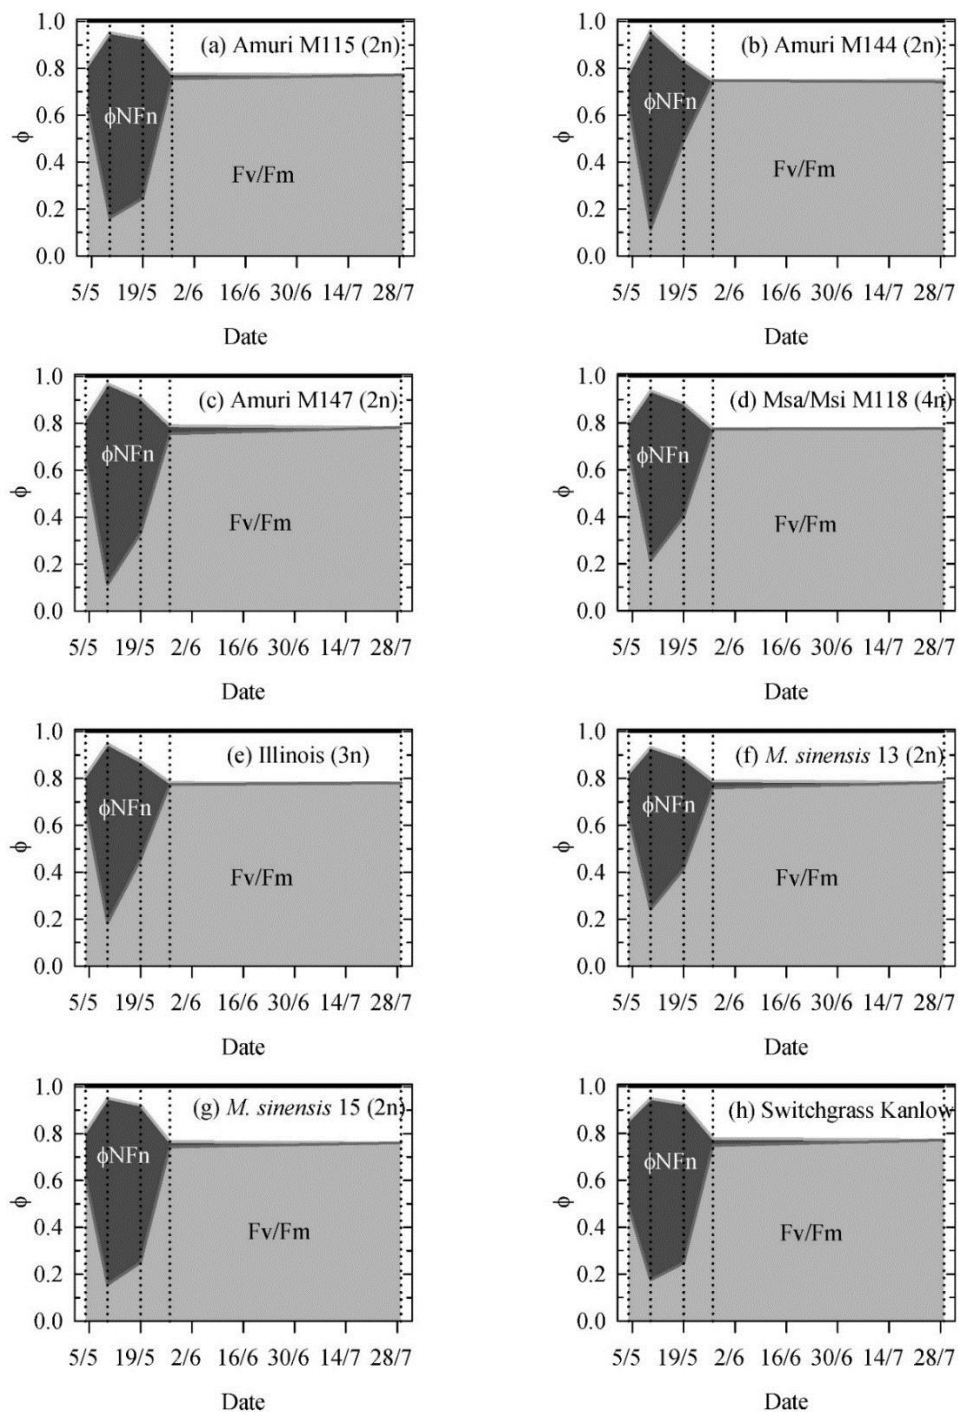 (a) Amuri M115 (2n)
1.0
0.8
0.6
0.4
0.2
0.0
ϕ
ϕNFn
Fv/Fm
5/5 19/5 2/6 16/6 30/6 14/7 28/7
Date
(b) Amuri M144 (2n)
1.0
0.8
0.6
0.4
0.2
0.0
ϕ
ϕNFn
Fv/Fm
5/5 19/5 2/6 16/6 30/6 14/7 28/7
Date
(c) Amuri M147 (2n)
1.0
0.8
0.6
0.4
0.2
0.0
ϕ
ϕNFn
Fv/Fm
5/5 19/5 2/6 16/6 30/6 14/7 28/7
Date
(d) Msa/Msi M118 (4n)
1.0
0.8
0.6
0.4
0.2
0.0
ϕ
ϕNFn
Fv/Fm
5/5 19/5 2/6 16/6 30/6 14/7 28/7
Date
(e) Illinois (3n)
1.0
0.8
0.6
0.4
0.2
0.0
ϕ
ϕNFn
Fv/Fm
5/5 19/5 2/6 16/6 30/6 14/7 28/7
Date
(f) M. sinensis 13 (2n)
1.0
0.8
0.6
0.4
0.2
0.0
ϕ
ϕNFn
Fv/Fm
5/5 19/5 2/6 16/6 30/6 14/7 28/7
Date
(g) M. sinensis 15 (2n)
1.0
0.8
0.6
0.4
0.2
0.0
ϕ
ϕNFn
Fv/Fm
5/5 19/5 2/6 16/6 30/6 14/7 28/7
Date
(h) Switchgrass Kanlow
1.0
0.8
0.6
0.4
0.2
0.0
ϕ
ϕNFn
Fv/Fm
5/5 19/5 2/6 16/6 30/6 14/7 28/7
Date